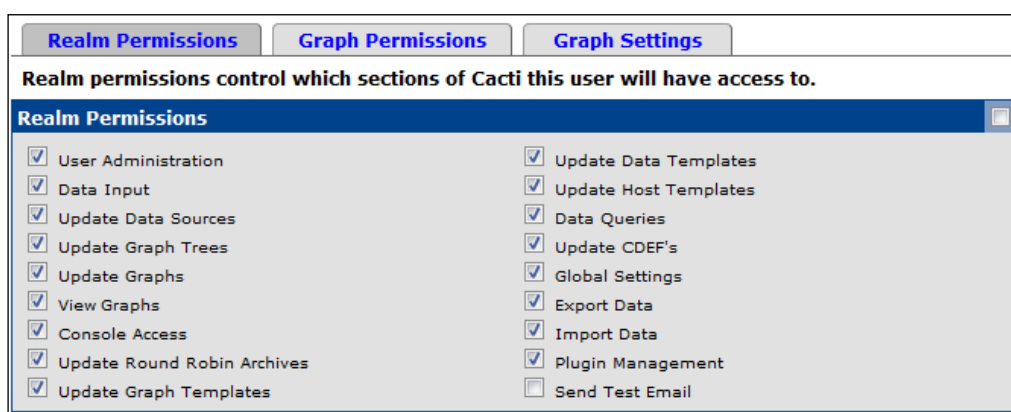 Realm Permissions Graph Permissions Graph Settings
Realm permissions control which sections of Cacti this user will have access to.
Realm Permissions
User Administration
Data Input
Update Data Sources
Update Graph Trees
Update Graphs
View Graphs
Console Access
Update Round Robin Archives
Update Graph Templates
Update Data Templates
Update Host Templates
Data Queries
Update CDEF's
Global Settings
Export Data
Import Data
Plugin Management
Send Test Email